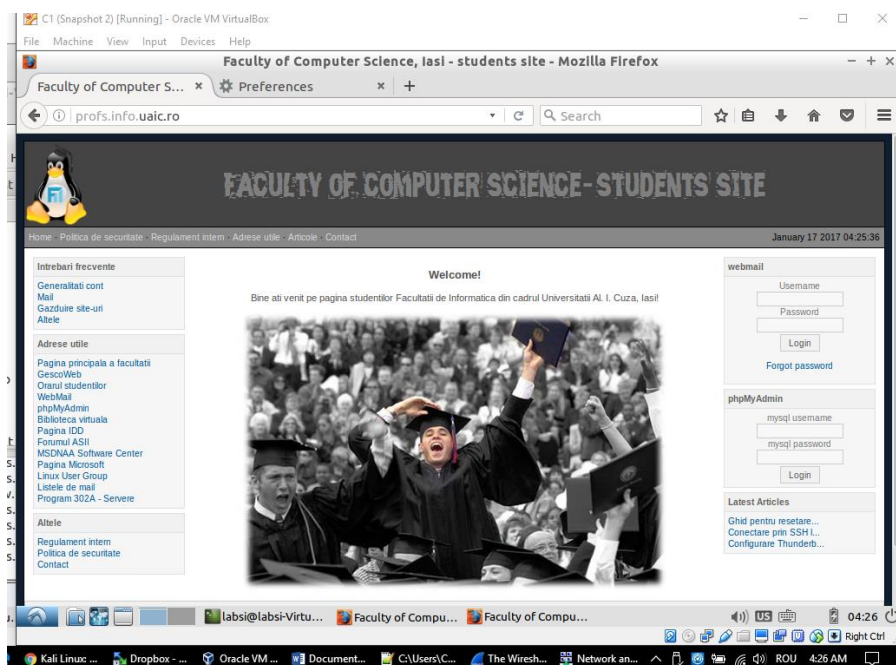 C1 (Snapshot 2) [Running] - Oracle VM VirtualBox
File Machine View Input Devices Help
Faculty of Computer Science, Iasi - students site - Mozilla Firefox
Faculty of Computer S...
Preferences
profs.info.uaic.ro
Search
FACULTY OF COMPUTER SCIENCE-STUDENTS SITE
Home · Politica de securitate · Regulament intern · Adrese utile · Articole · Contact
January 17 2017 04:25:36
Intrebari frecvente
Generalitati cont
Mail
Gazduire site-uri
Altele
Adrese utile
Pagina principala a facultatii
GescoWeb
Orarul studentilor
WebMail
phpMyAdmin
Biblioteca virtuala
Pagina IDD
Forumul ASII
MSDNAA Software Center
Pagina Microsoft
Linux User Group
Listele de mail
Program 302A - Servere
Altele
Regulament intern
Politica de securitate
Contact
Welcome!
Bine ati venit pe pagina studentilor Facultatii de Informatica din cadrul Universitatii Al. I. Cuza, Iasi!
webmail
Username
Password
Login
Forgot password
phpMyAdmin
mysql username
mysql password
Login
Latest Articles
Ghid pentru resetare...
Conectare prin SSH l...
Configurare Thunderb...
labsi@labsi-Virtu...
Faculty of Compu...
Faculty of Compu...
US
04:26
Right Ctrl
Kali Linux: ...
Dropbox - ...
Oracle VM ...
Document...
C:\Users\C...
The Wiresh...
Network an...
ROU
4:26 AM